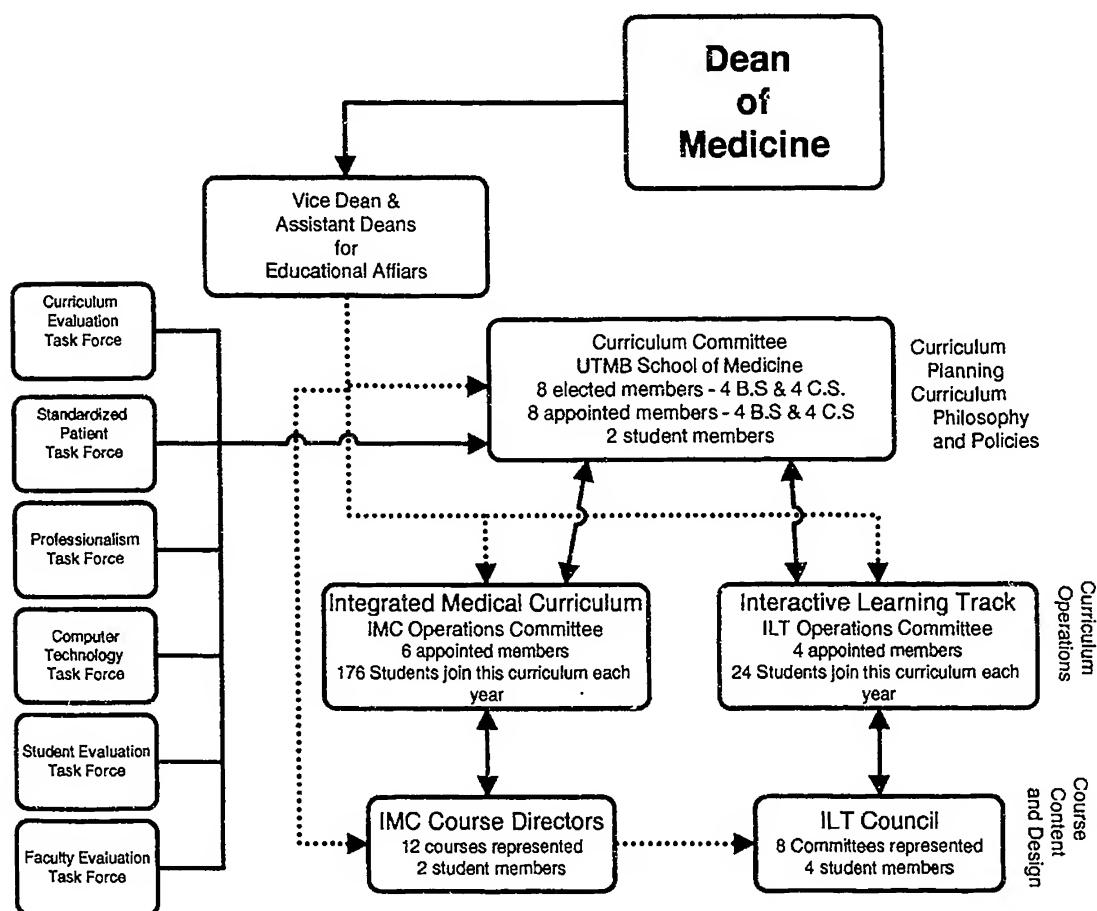 Dean
of
Medicine
Vice Dean &
Assistant Deans
for
Educational Affiars
Curriculum
Evaluation
Task Force
Standardized
Patient
Task Force
Professionalism
Task Force
Computer
Technology
Task Force
Student Evaluation
Task Force
Faculty Evaluation
Task Force
Curriculum Committee
UTMB School of Medicine
8 elected members - 4 B.S & 4 C.S.
8 appointed members - 4 B.S & 4 C.S
2 student members
Curriculum
Planning
Curriculum
Philosophy
and Policies
Integrated Medical Curriculum
IMC Operations Committee
6 appointed members
176 Students join this curriculum each
year
Interactive Learning Track
ILT Operations Committee
4 appointed members
24 Students join this curriculum each
year
Curriculum
Operations
IMC Course Directors
12 courses represented
2 student members
ILT Council
8 Committees represented
4 student members
Course
Content
and Design